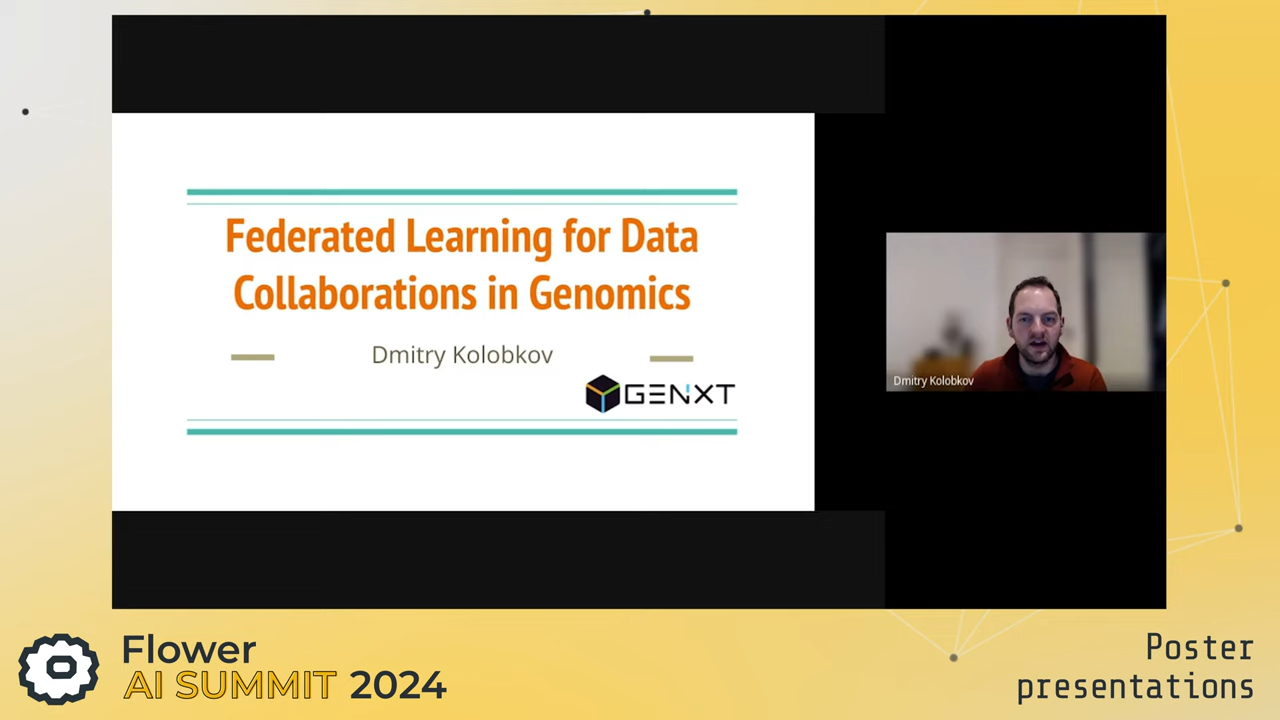 Federated Learning for Data
Collaborations in Genomics
Dmitry Kolobkov
GENXT
Dmitry Kolobkov
Flower
AI SUMMIT 2024
Poster
presentations